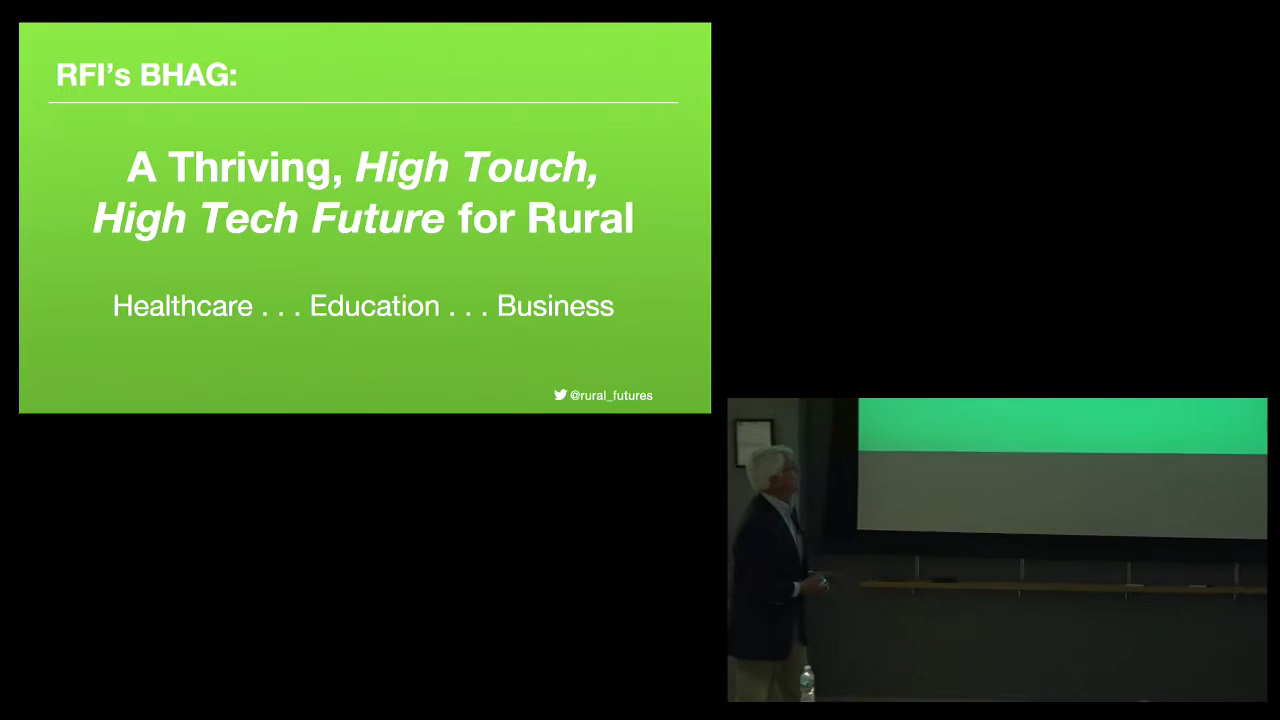 RFI's BHAG:
A Thriving, High Touch,
High Tech Future for Rural
Healthcare . . . Education . . . Business
@rural_futures